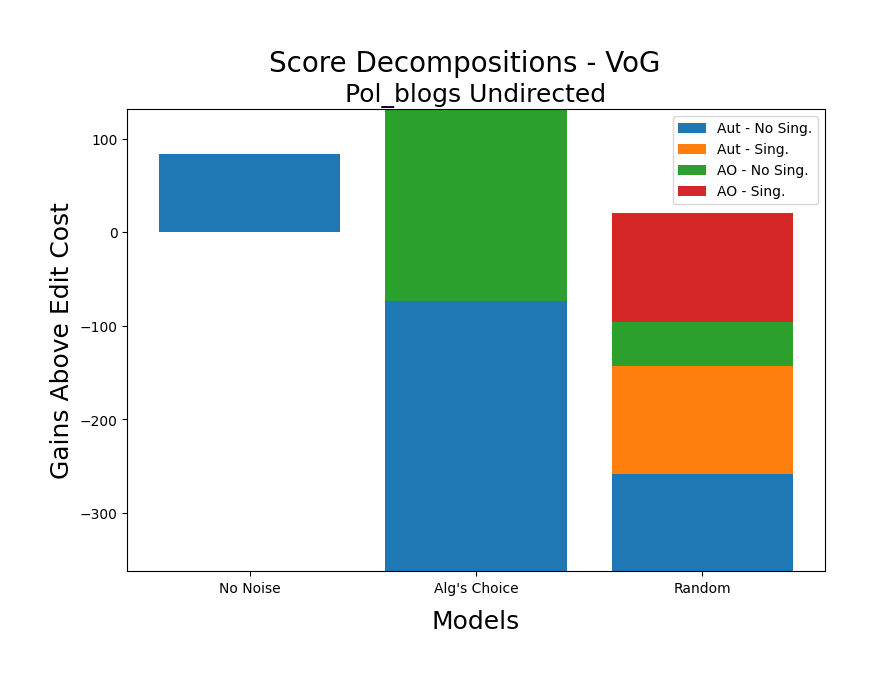 Score Decompositions - VoG
Pol_blogs Undirected
Gains Above Edit Cost
100
0
−100
−200
−300
Aut - No Sing.
Aut - Sing.
AO - No Sing.
AO - Sing.
No Noise
Alg's Choice
Random
Models